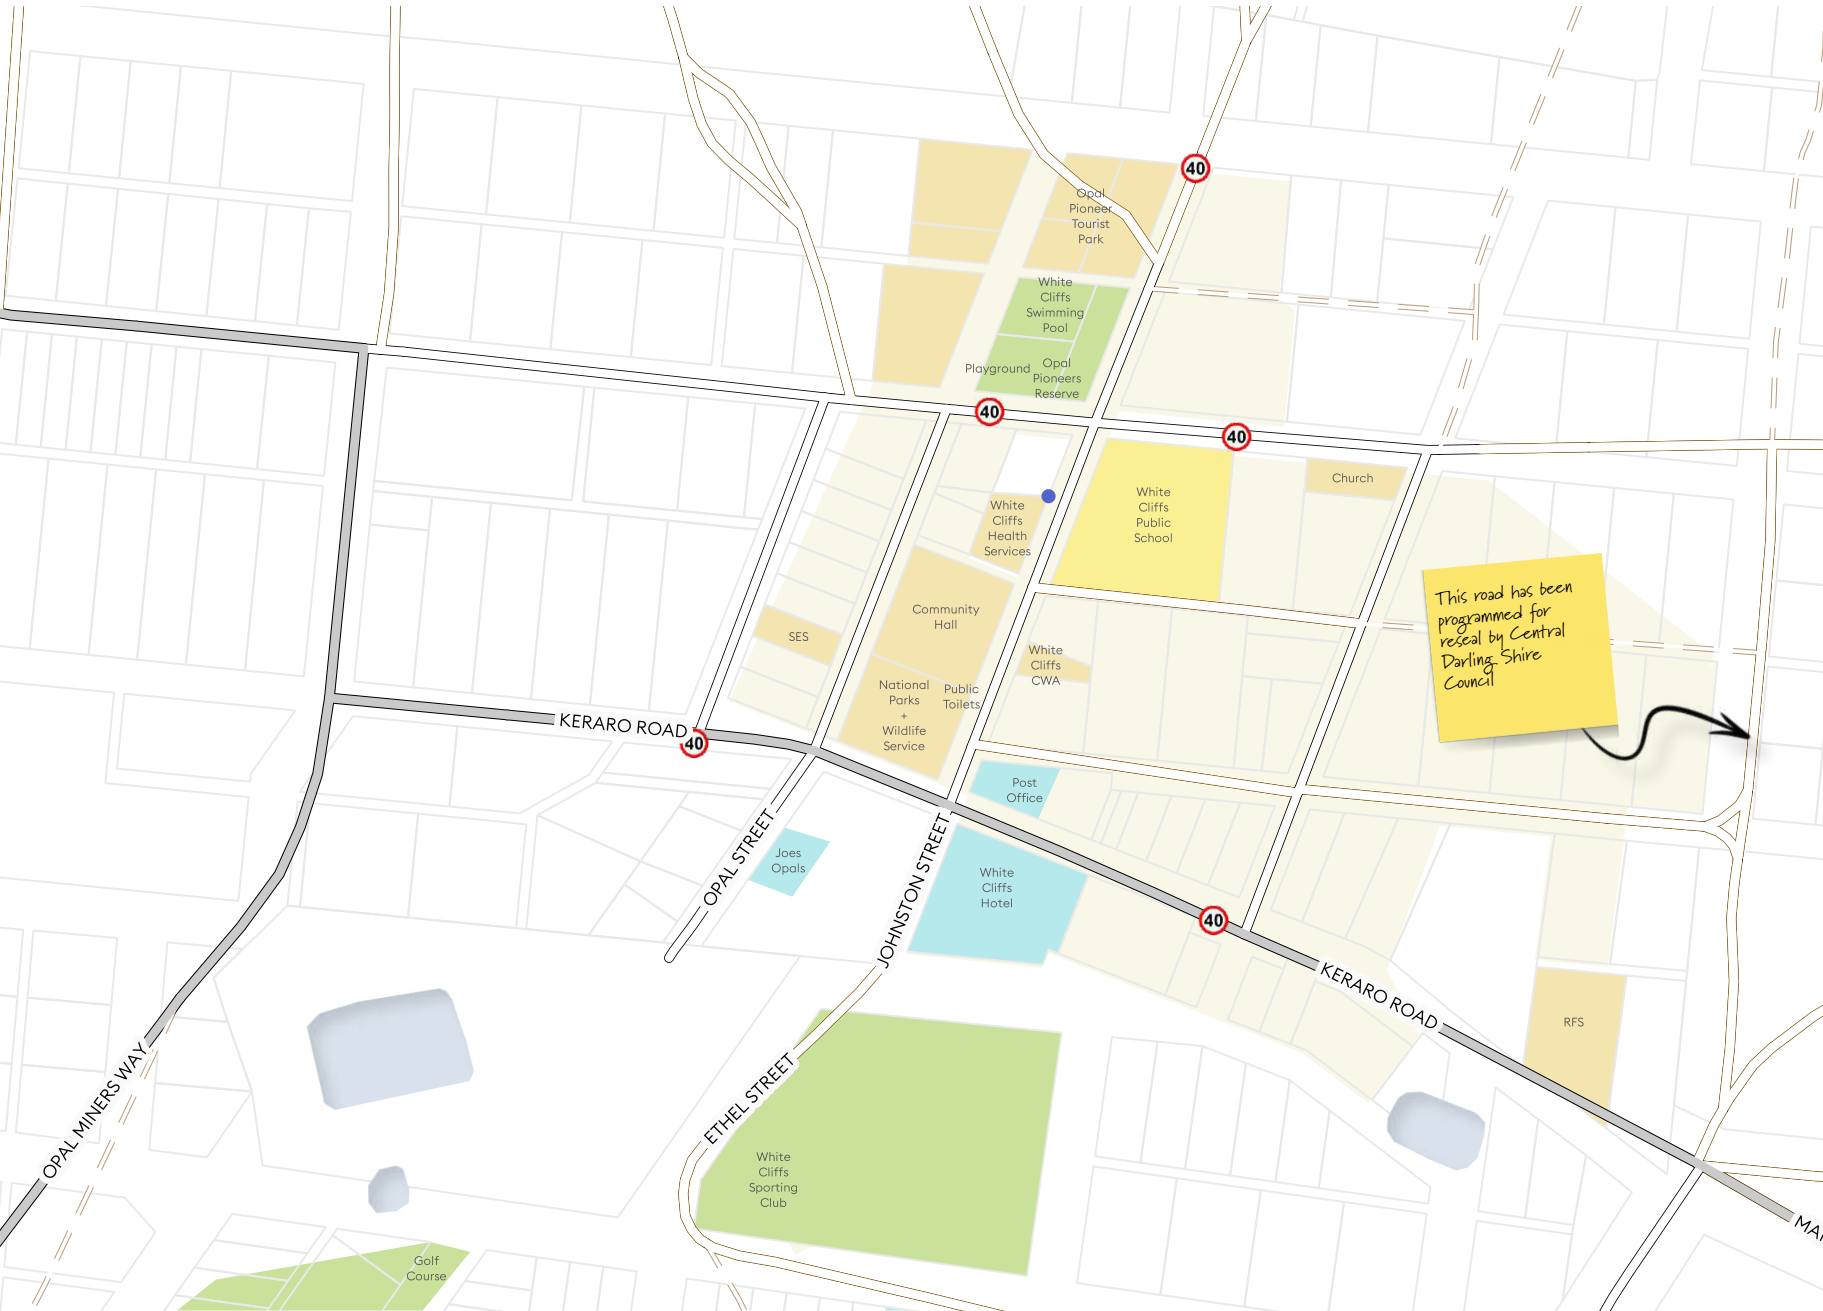 40
Opal
Pioneer
Tourist
Park
White
Cliffs
Swimming
Pool
Playground
Opal
Pioneers
Reserve
40
40
Church
White
Cliffs
Public
School
White
Cliffs
Health
Services
This road has been
programmed for
reseal by Central
Darling Shire
Council
Community
Hall
SES
White
Cliffs
CWA
National
Parks
+
Wildlife
Service
Public
Toilets
KERARO ROAD
40
Post
Office
OPAL STREET
Joes
Opals
JOHNSTON STREET
White
Cliffs
Hotel
40
KERARO ROAD
RFS
OPAL MINERS WAY
ETHEL STREET
White
Cliffs
Sporting
Club
Golf
Course